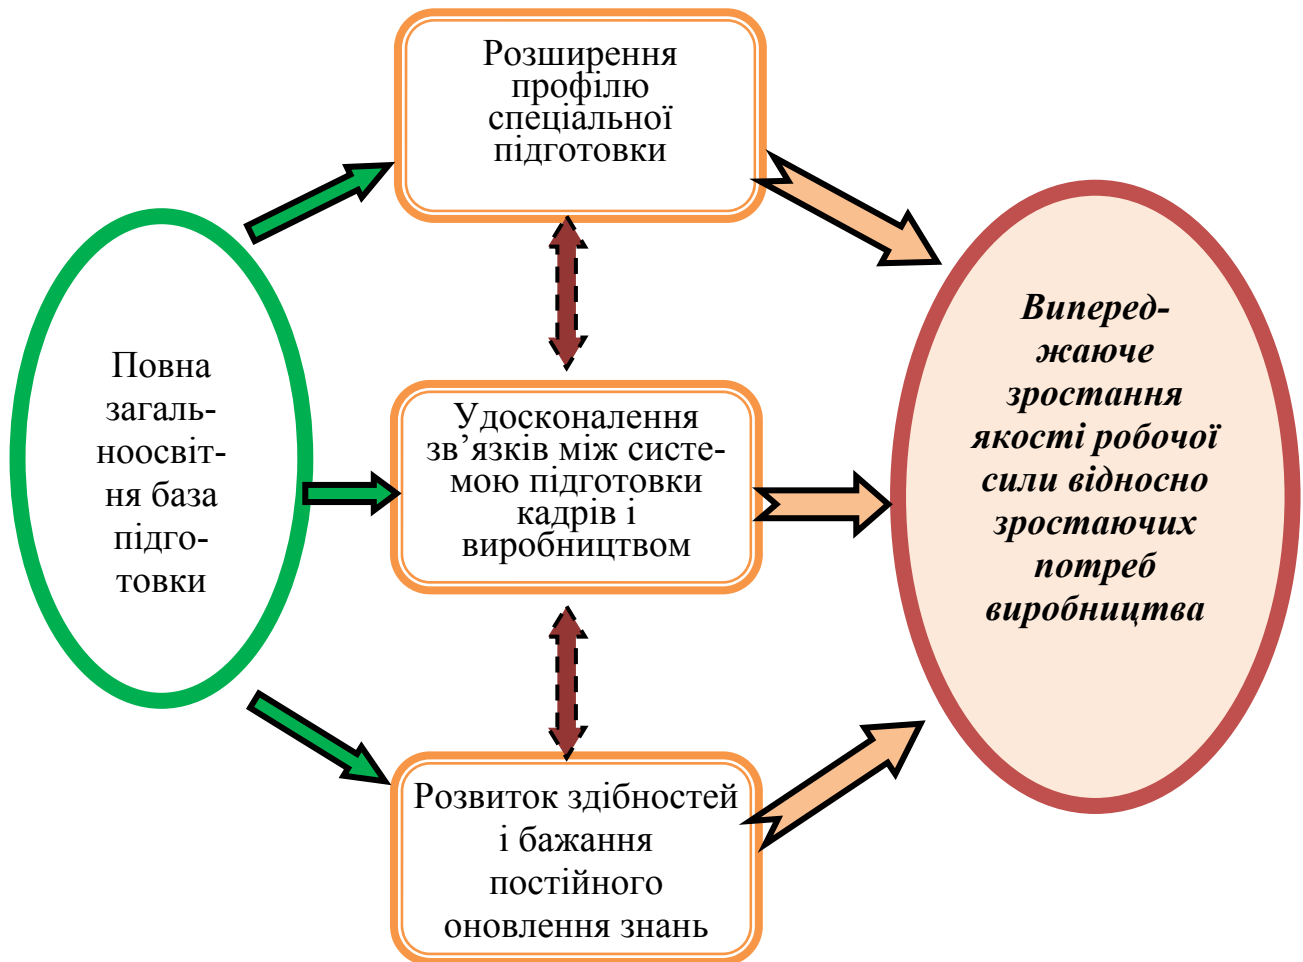 Розширення
профілю
спеціальної
підготовки
Повна
загаль-
ноосвіт-
ня база
підго-
товки
Удосконалення
зв’язків між систе-
мою підготовки
кадрів і
виробництвом
Розвиток здібностей
і бажання
постійного
оновлення знань
Виперед-
жаюче
зростання
якості робочої
сили відносно
зростаючих
потреб
виробництва